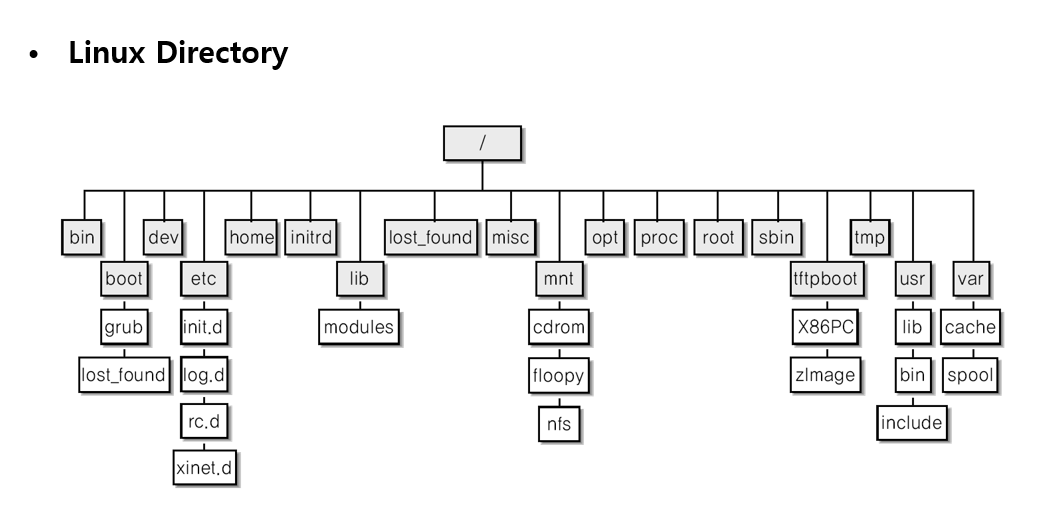 • Linux Directory
/
bin dev home initrd lost_found misc opt proc root sbin tmp
boot etc lib mnt tftpboot usr var
grub init.d modules cdrom X86PC lib cache
lost_found log.d floopy zImage bin spool
rc.d nfs include
xinet.d